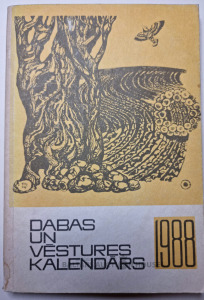 DABAS
UN
VĒSTURES
KALENDĀRS 1988